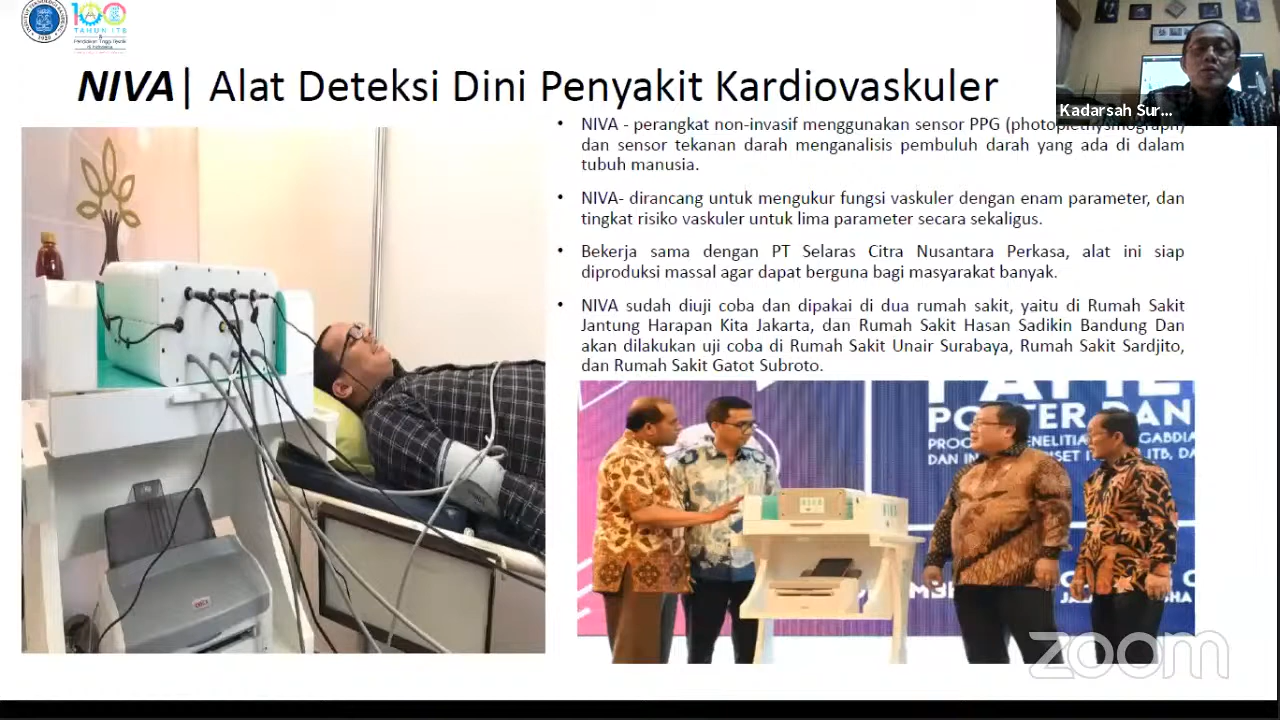 100
TAHUN ITB
Pendidikan Tinggi Teknik
di Indonesia
NIVA| Alat Deteksi Dini Penyakit Kardiovaskuler
Kadarsah Sur...
• NIVA - perangkat non-invasif menggunakan sensor PPG (photoplethysmograph)
dan sensor tekanan darah menganalisis pembuluh darah yang ada di dalam
tubuh manusia.
• NIVA- dirancang untuk mengukur fungsi vaskuler dengan enam parameter, dan
tingkat risiko vaskuler untuk lima parameter secara sekaligus.
• Bekerja sama dengan PT Selaras Citra Nusantara Perkasa, alat ini siap
diproduksi massal agar dapat berguna bagi masyarakat banyak.
• NIVA sudah diuji coba dan dipakai di dua rumah sakit, yaitu di Rumah Sakit
Jantung Harapan Kita Jakarta, dan Rumah Sakit Hasan Sadikin Bandung Dan
akan dilakukan uji coba di Rumah Sakit Unair Surabaya, Rumah Sakit Sardjito,
dan Rumah Sakit Gatot Subroto.
OKI
POSTER DAN
DAN IN
ITB, DA
NIVA
zoom